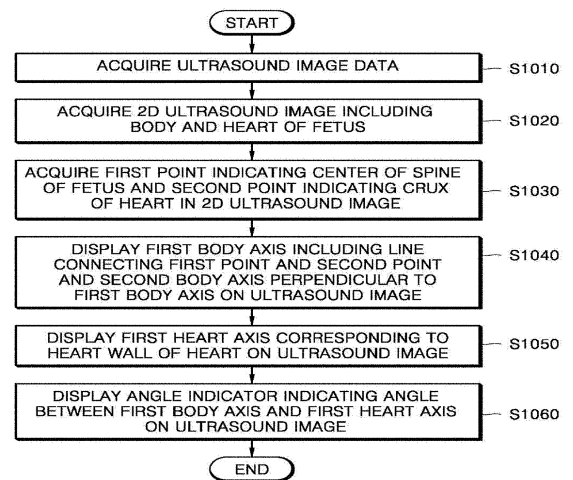 START
ACQUIRE ULTRASOUND IMAGE DATA
S1010
ACQUIRE 2D ULTRASOUND IMAGE INCLUDING
BODY AND HEART OF FETUS
S1020
ACQUIRE FIRST POINT INDICATING CENTER OF SPINE
OF FETUS AND SECOND POINT INDICATING CRUX
OF HEART IN 2D ULTRASOUND IMAGE
S1030
DISPLAY FIRST BODY AXIS INCLUDING LINE
CONNECTING FIRST POINT AND SECOND POINT
AND SECOND BODY AXIS PERPENDICULAR TO
FIRST BODY AXIS ON ULTRASOUND IMAGE
S1040
DISPLAY FIRST HEART AXIS CORRESPONDING TO
HEART WALL OF HEART ON ULTRASOUND IMAGE
S1050
DISPLAY ANGLE INDICATOR INDICATING ANGLE
BETWEEN FIRST BODY AXIS AND FIRST HEART AXIS
ON ULTRASOUND IMAGE
S1060
END